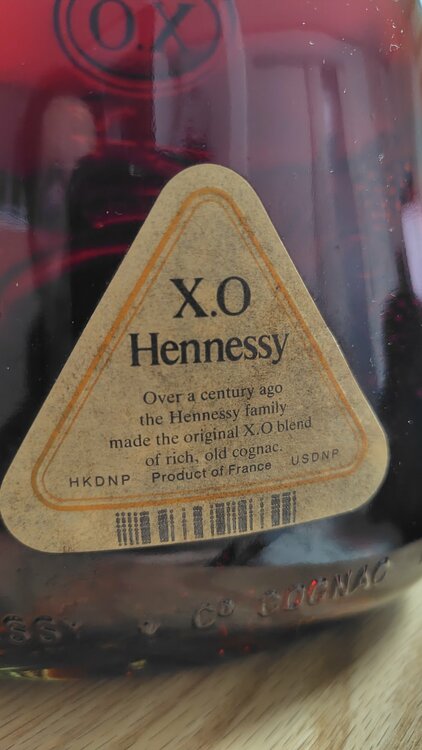 X.O
X.O
Hennessy
Over a century ago
the Hennessy family
made the original X.O blend
of rich, old cognac.
HKDNP Product of France USDNP
SSY & Co COGNAC